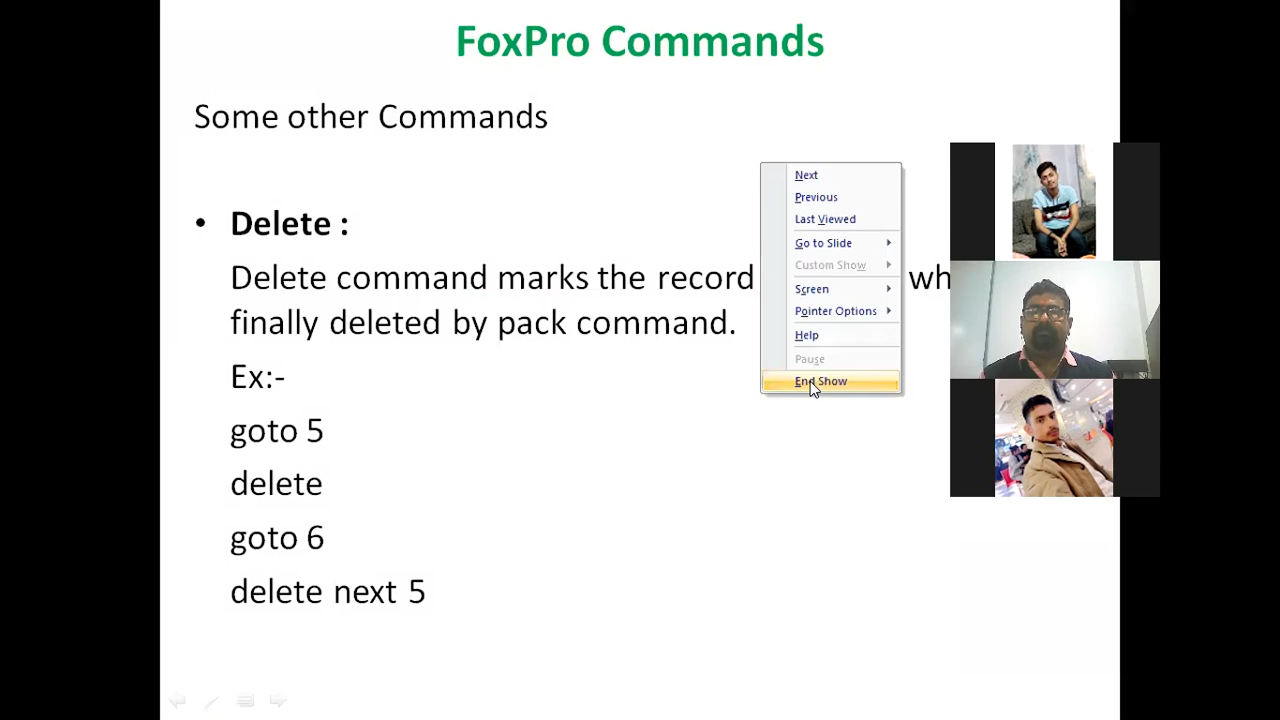 FoxPro Commands
Some other Commands
• Delete :
Delete command marks the record wh
finally deleted by pack command.
Ex:-
goto 5
delete
goto 6
delete next 5
Next
Previous
Last Viewed
Go to Slide
Custom Show
Screen
Pointer Options
Help
Pause
End Show